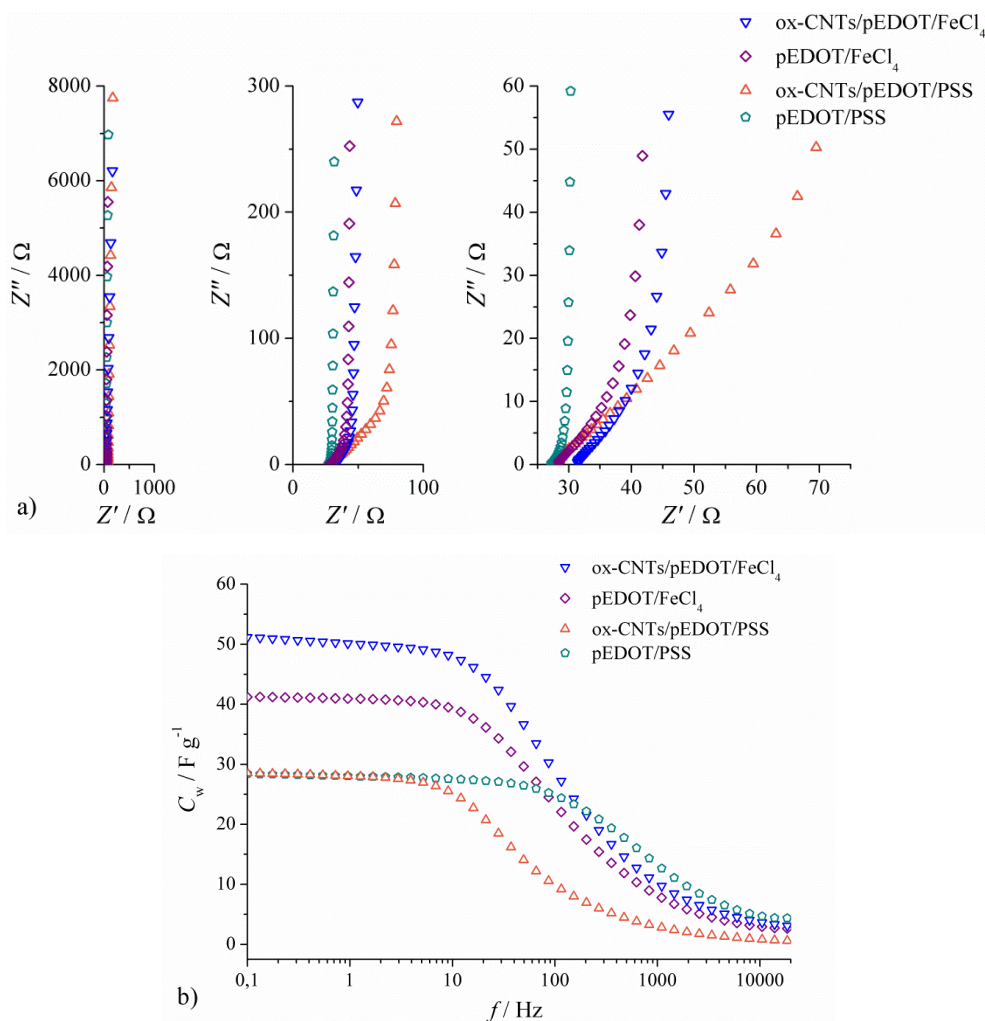 ox-CNTs/pEDOT/FeCl₄
pEDOT/FeCl₄
ox-CNTs/pEDOT/PSS
pEDOT/PSS
8000
6000
4000
2000
0
Z″ / Ω
0 1000
Z′ / Ω
300
200
100
0
Z″ / Ω
0 100
Z′ / Ω
60
50
40
30
20
10
0
Z″ / Ω
30 40 50 60 70
Z′ / Ω
a)
ox-CNTs/pEDOT/FeCl₄
pEDOT/FeCl₄
ox-CNTs/pEDOT/PSS
pEDOT/PSS
60
50
40
30
20
10
0
C_w / F g⁻¹
0,1 1 10 100 1000 10000
f / Hz
b)